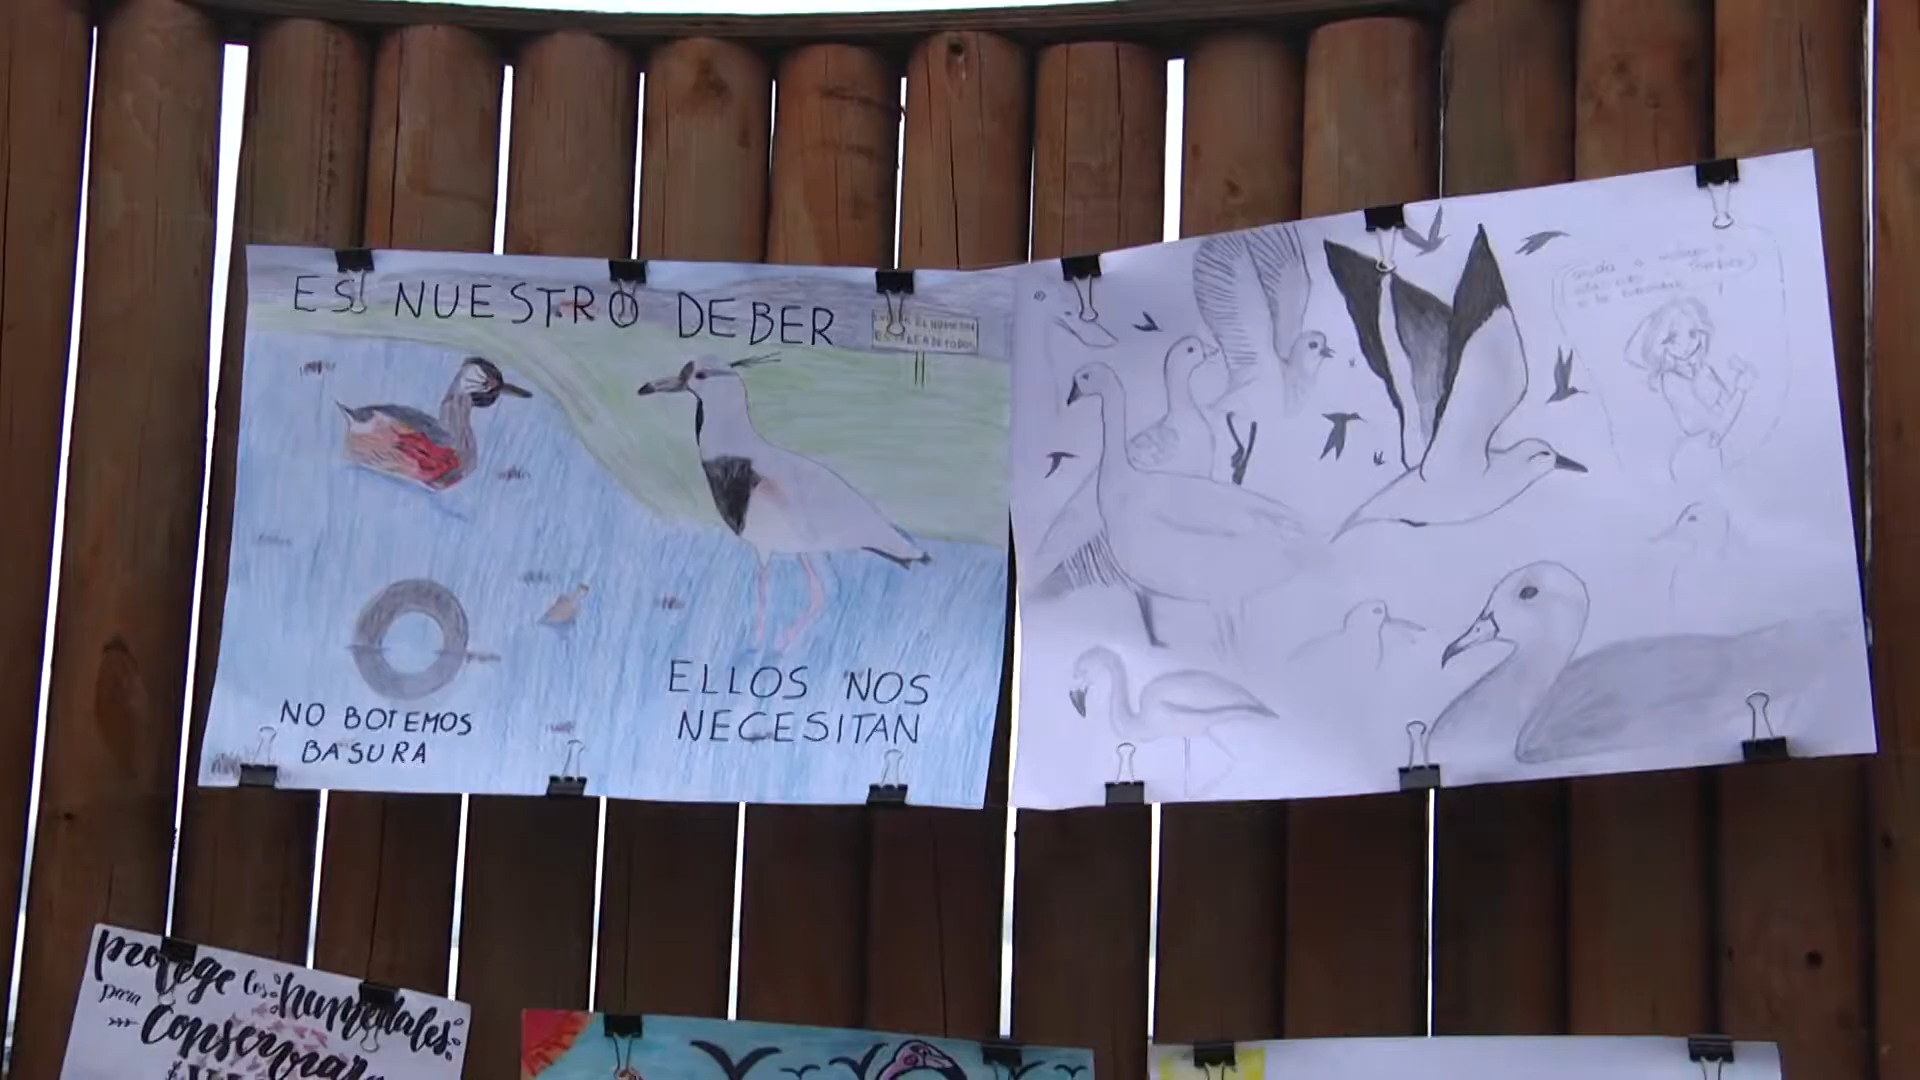 ES NUESTRO DEBER
NO BOTEMOS
BASURA
ELLOS NOS
NECESITAN
protege los humedales
para
conservar